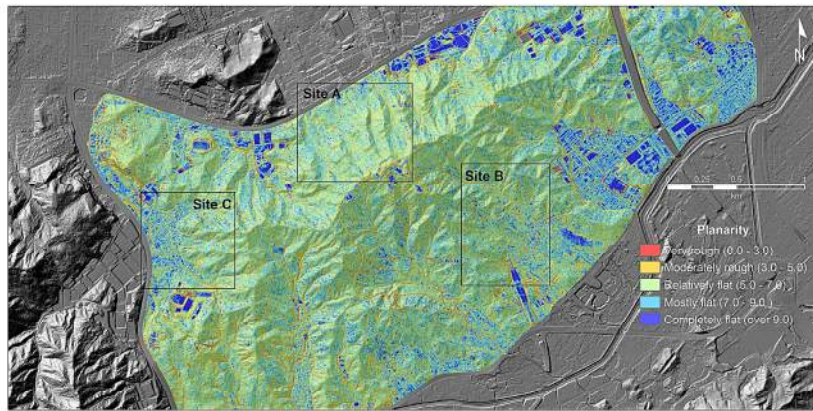 N
Site A
Site B
Site C
0.25 0.5 1
km
Planarity
Very rough (0.0 - 3.0)
Moderately rough (3.0 - 5.0)
Relatively flat (5.0 - 7.0)
Mostly flat (7.0 - 9.0)
Completely flat (over 9.0)